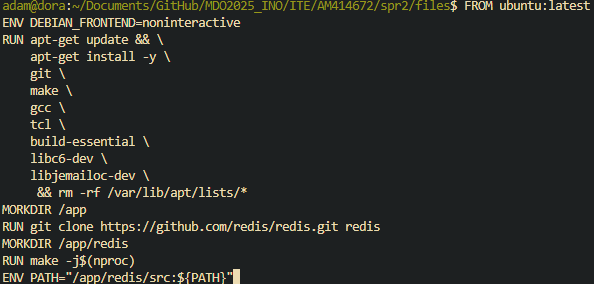 adam@dora:~/Documents/GitHub/MDO2025_INO/ITE/AM414672/spr2/files$ FROM ubuntu:latest
ENV DEBIAN_FRONTEND=noninteractive
RUN apt-get update && \
    apt-get install -y \
    git \
    make \
    gcc \
    tcl \
    build-essential \
    libc6-dev \
    libjemalloc-dev \
     && rm -rf /var/lib/apt/lists/*
WORKDIR /app
RUN git clone https://github.com/redis/redis.git redis
WORKDIR /app/redis
RUN make -j$(nproc)
ENV PATH="/app/redis/src:${PATH}"